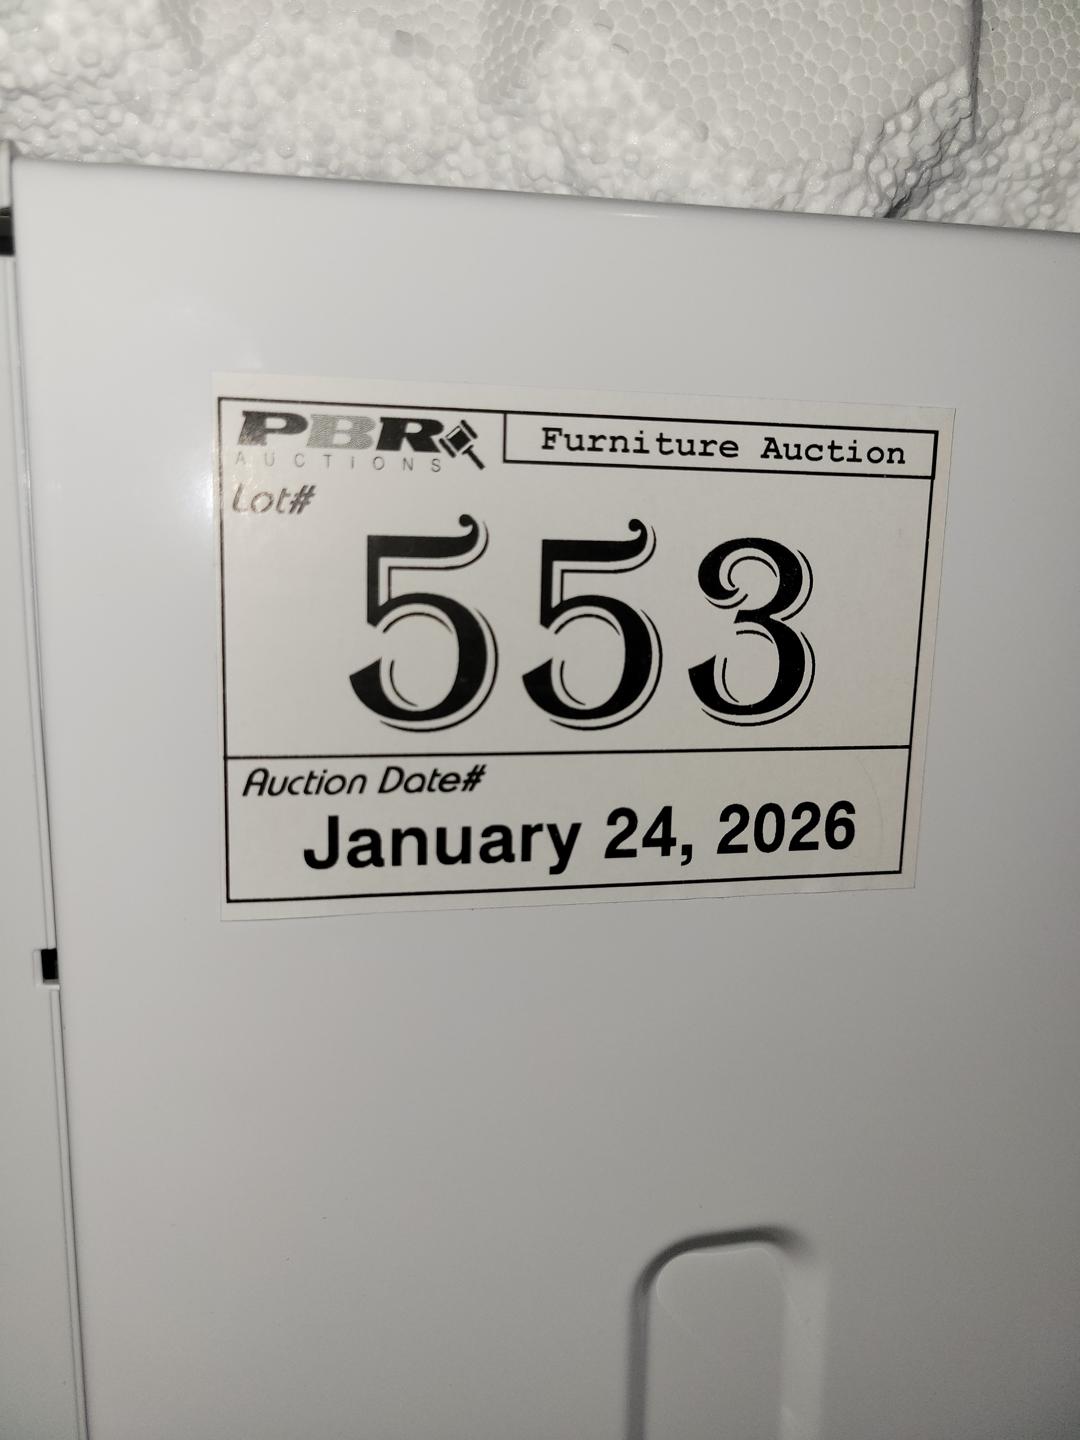 PBR
AUCTIONS
Furniture Auction
Lot#
553
Auction Date#
January 24, 2026